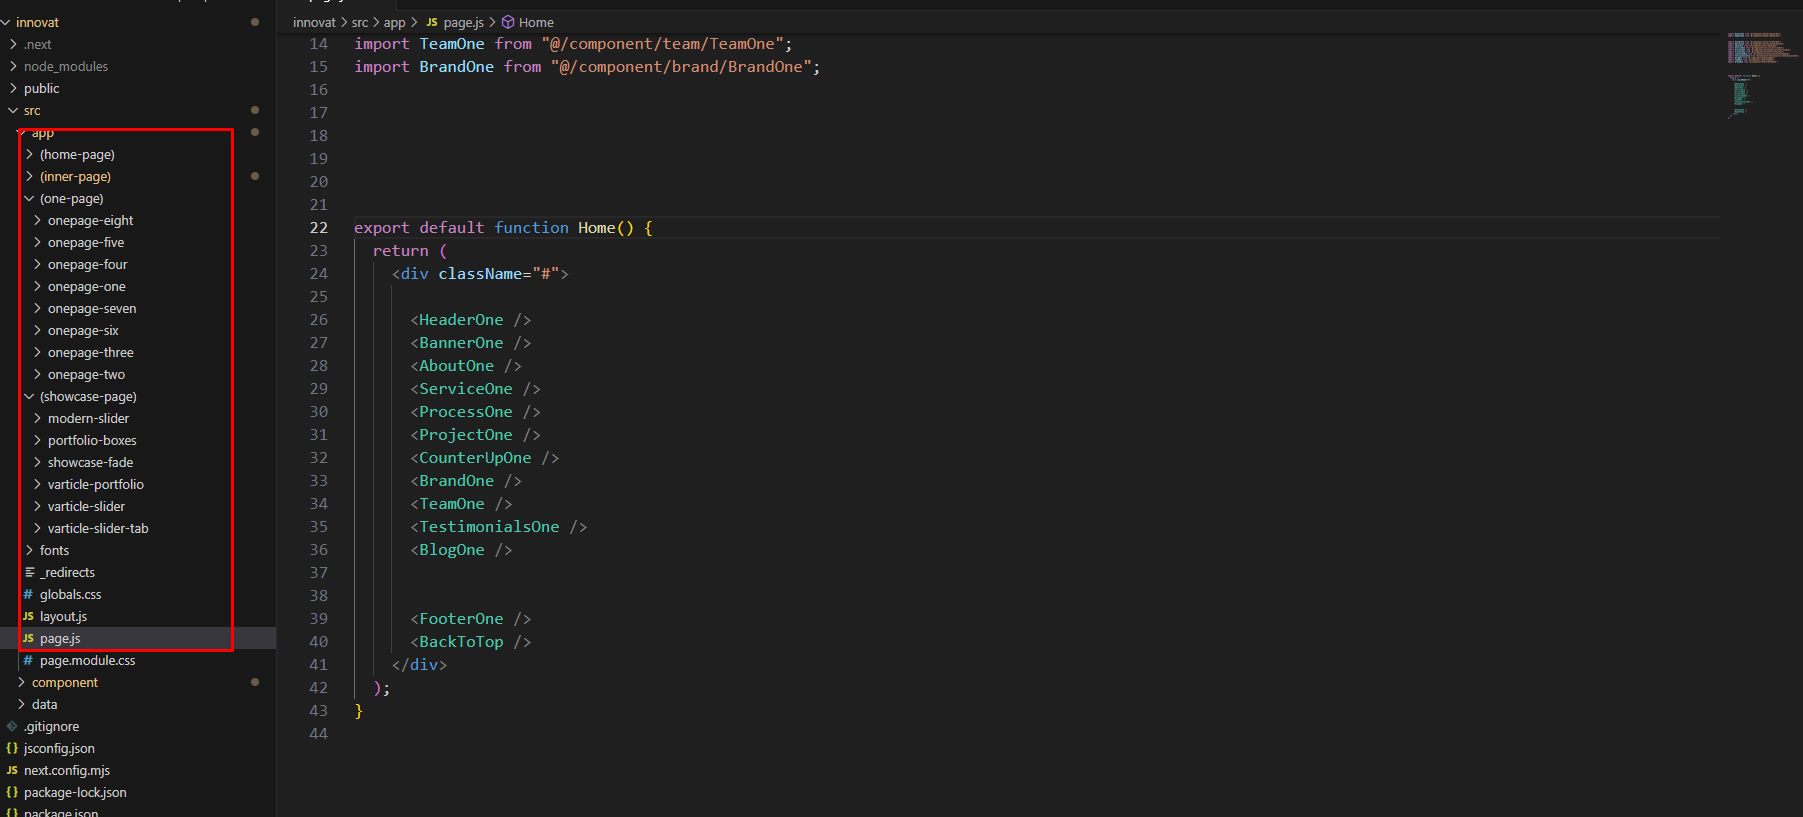 innovat
.next
node_modules
public
src
app
(home-page)
(inner-page)
(one-page)
onepage-eight
onepage-five
onepage-four
onepage-one
onepage-seven
onepage-six
onepage-three
onepage-two
(showcase-page)
modern-slider
portfolio-boxes
showcase-fade
varticle-portfolio
varticle-slider
varticle-slider-tab
fonts
_redirects
# globals.css
JS layout.js
JS page.js
# page.module.css
component
data
.gitignore
{} jsconfig.json
JS next.config.mjs
{} package-lock.json
{} package.json
innovat > src > app > JS page.js > Home
14 import TeamOne from "@/component/team/TeamOne";
15 import BrandOne from "@/component/brand/BrandOne";
16
17
18
19
20
21
22 export default function Home() {
23 return (
24 <div className="#">
25
26 <HeaderOne />
27 <BannerOne />
28 <AboutOne />
29 <ServiceOne />
30 <ProcessOne />
31 <ProjectOne />
32 <CounterUpOne />
33 <BrandOne />
34 <TeamOne />
35 <TestimonialsOne />
36 <BlogOne />
37
38
39 <FooterOne />
40 <BackToTop />
41 </div>
42 );
43 }
44